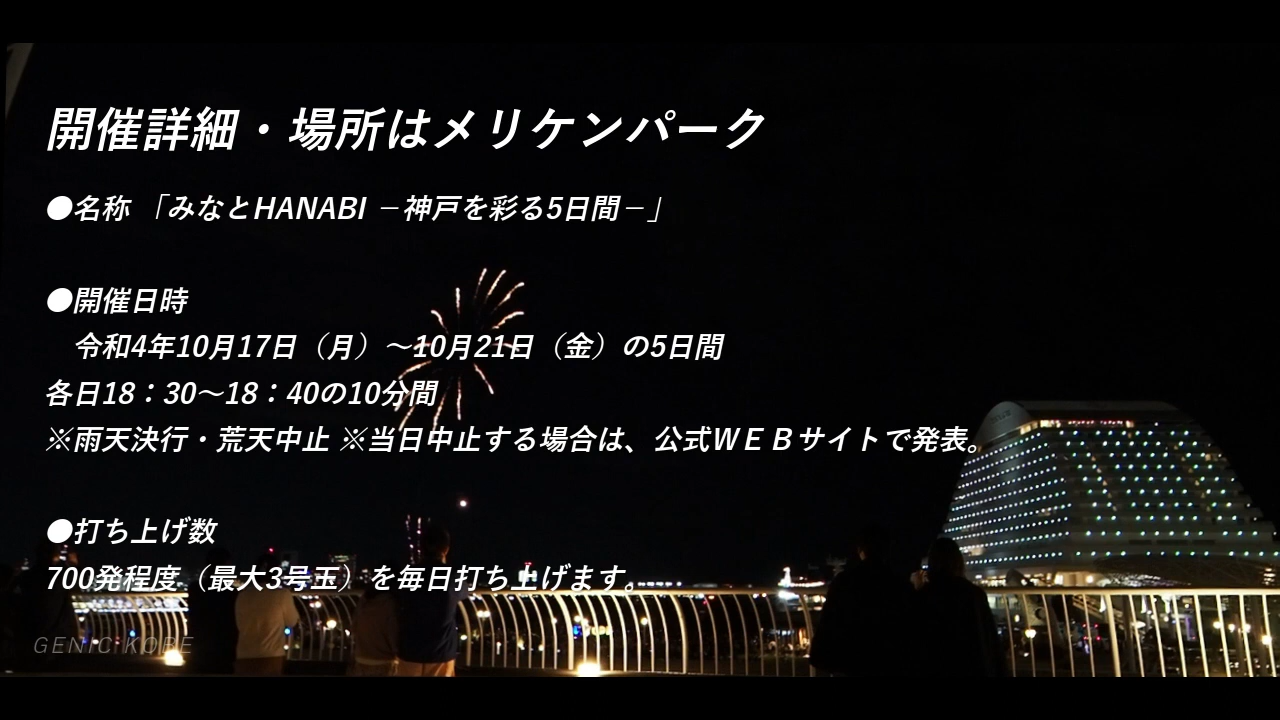 開催詳細・場所はメリケンパーク
●名称 「みなとHANABI －神戸を彩る5日間－」
●開催日時
　令和4年10月17日（月）～10月21日（金）の5日間
各日18：30～18：40の10分間
※雨天決行・荒天中止 ※当日中止する場合は、公式ＷＥＢサイトで発表。
●打ち上げ数
700発程度（最大3号玉）を毎日打ち上げます。
GENIC KOBE